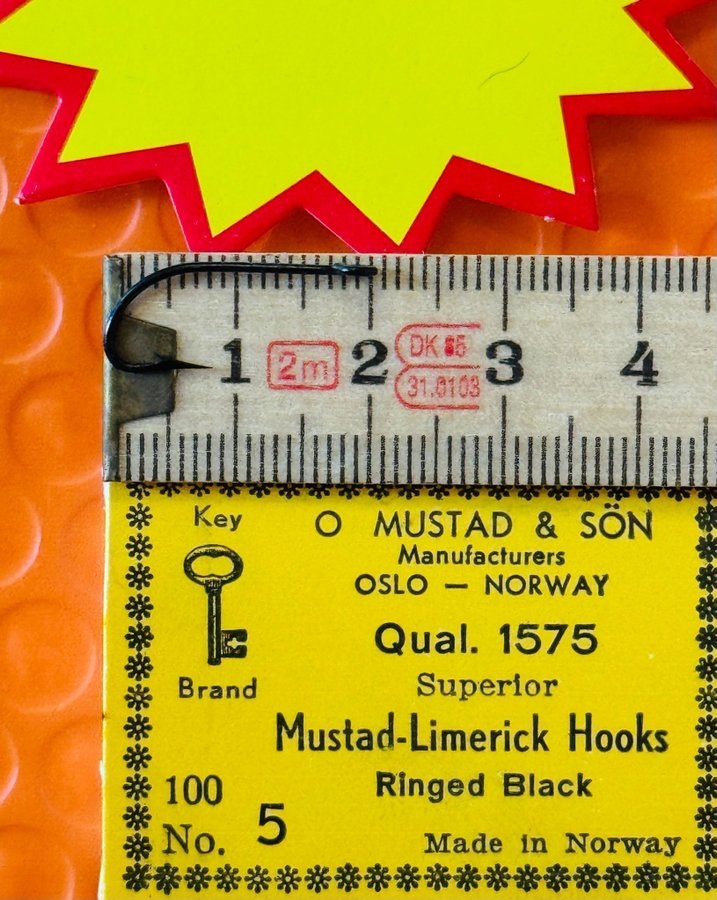 1 2m 2 DK 85 3 4
31.0103
Key
O MUSTAD & SÖN
Manufacturers
OSLO — NORWAY
Qual. 1575
Brand
Superior
Mustad-Limerick Hooks
100
Ringed Black
No. 5
Made in Norway